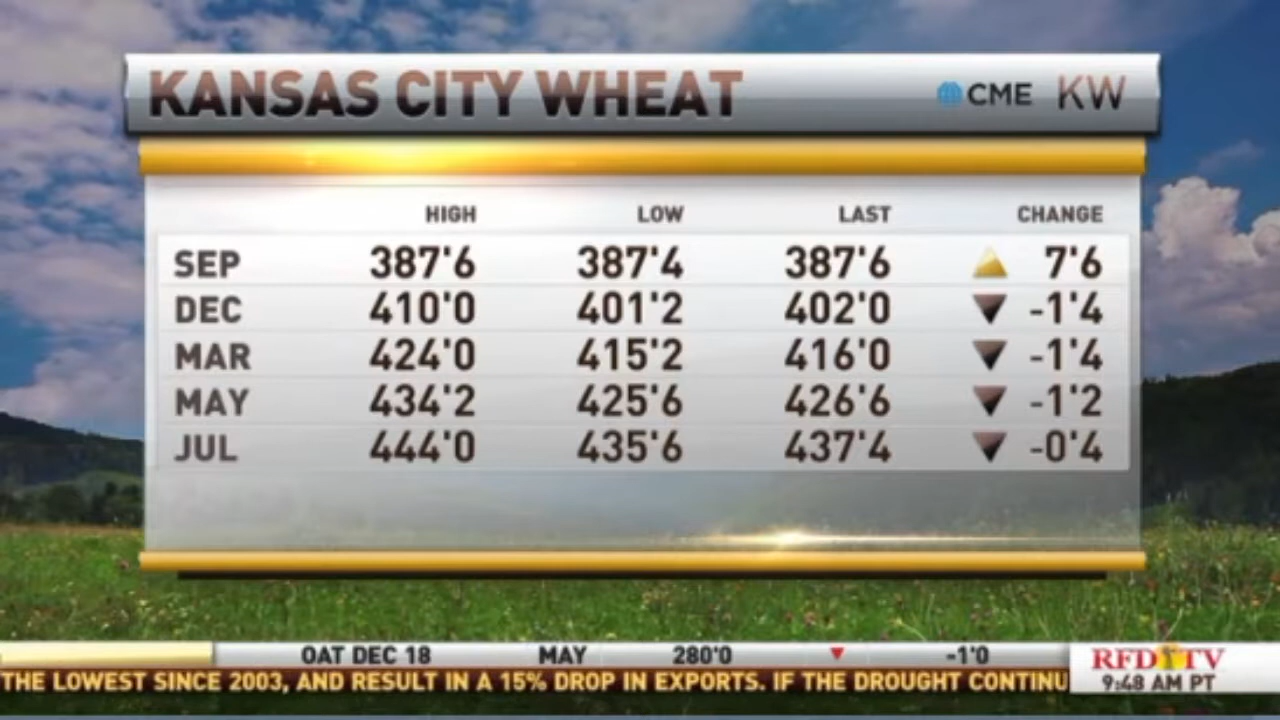 KANSAS CITY WHEAT CME KW
HIGH LOW LAST CHANGE
SEP 387'6 387'4 387'6 7'6
DEC 410'0 401'2 402'0 -1'4
MAR 424'0 415'2 416'0 -1'4
MAY 434'2 425'6 426'6 -1'2
JUL 444'0 435'6 437'4 -0'4
OAT DEC 18 MAY 280'0 -1'0
RFD TV
THE LOWEST SINCE 2003, AND RESULT IN A 15% DROP IN EXPORTS. IF THE DROUGHT CONTINU
9:48 AM PT